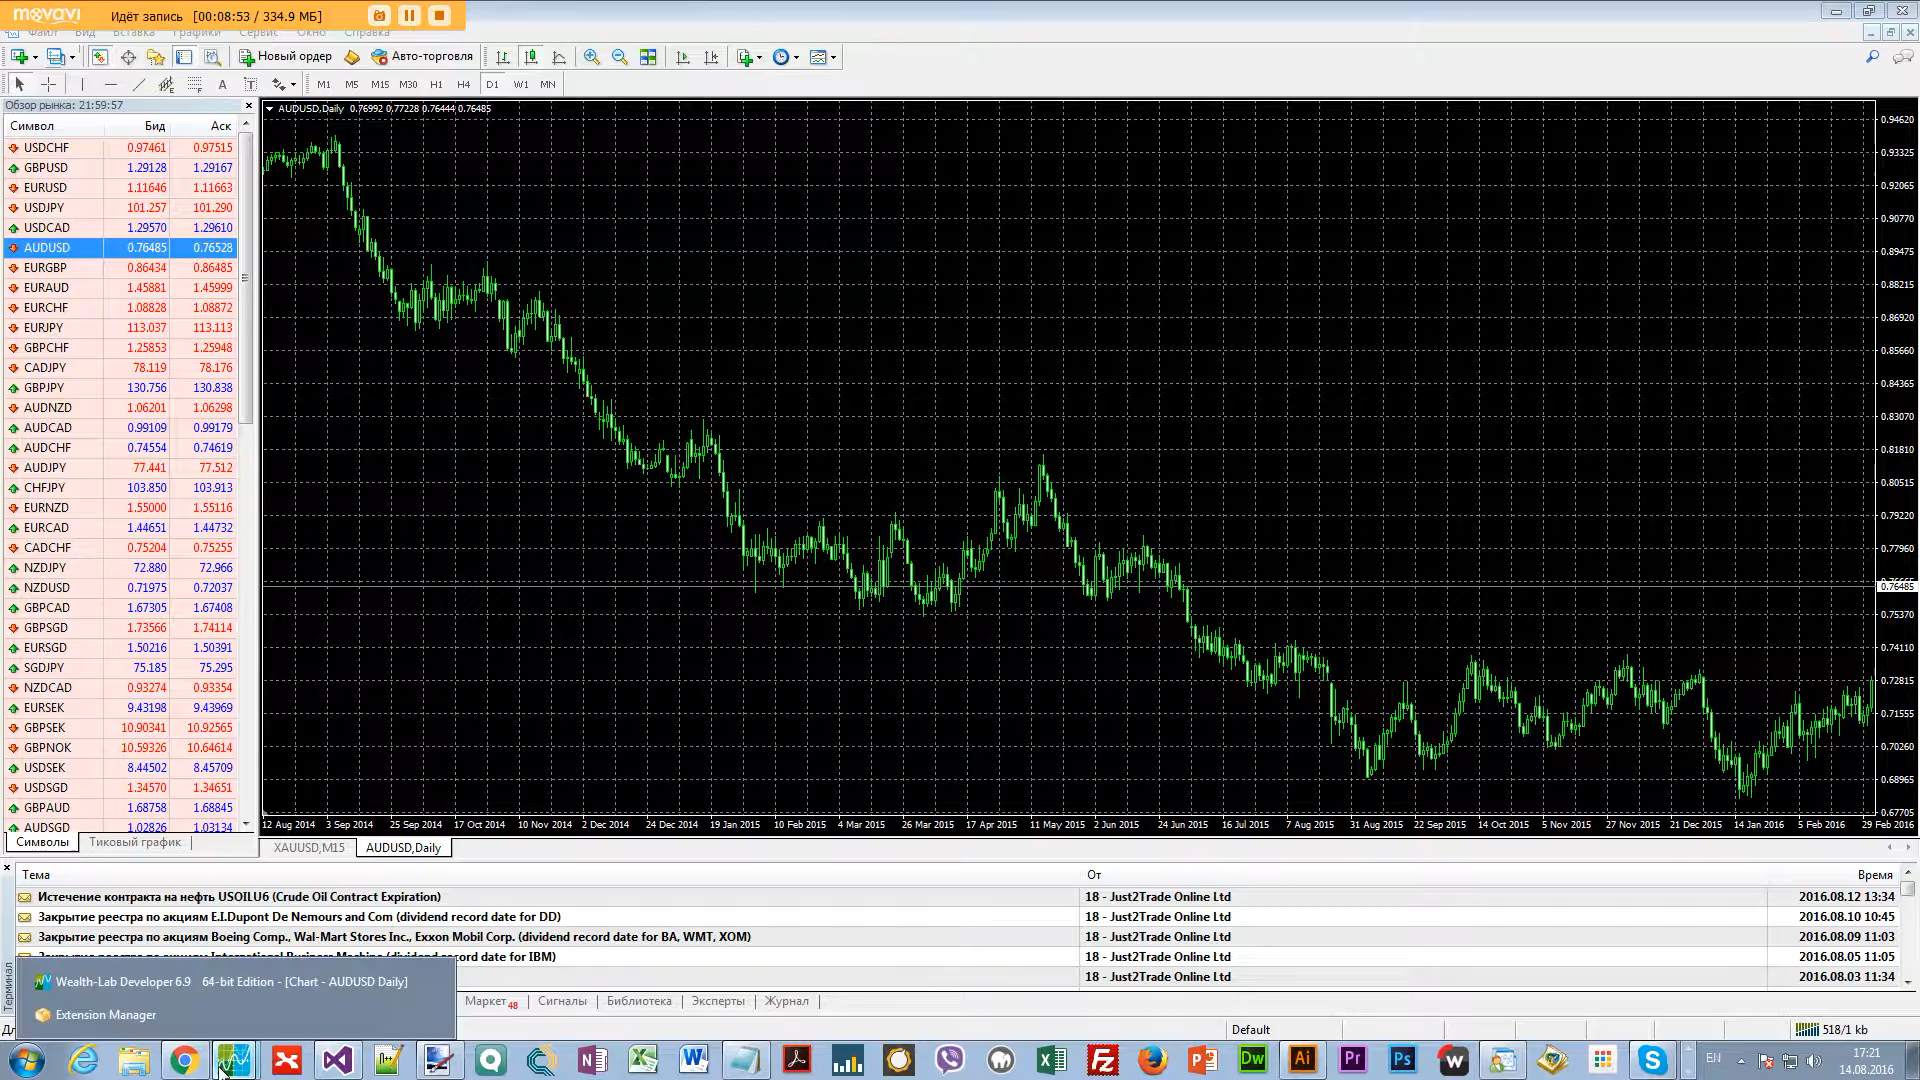 movavi Идёт запись [00:08:53 / 334.9 МБ]
Файл Вид Вставка Графики Сервис Окно Справка
Новый ордер Авто-торговля
A T E F M1 M5 M15 M30 H1 H4 D1 W1 MN
Обзор рынка: 21:59:57
Символ Бид Аск
USDCHF 0.97461 0.97515
GBPUSD 1.29128 1.29167
EURUSD 1.11646 1.11663
USDJPY 101.257 101.290
USDCAD 1.29570 1.29610
AUDUSD 0.76485 0.76528
EURGBP 0.86434 0.86485
EURAUD 1.45881 1.45999
EURCHF 1.08828 1.08872
EURJPY 113.037 113.113
GBPCHF 1.25853 1.25948
CADJPY 78.119 78.176
GBPJPY 130.756 130.838
AUDNZD 1.06201 1.06298
AUDCAD 0.99109 0.99179
AUDCHF 0.74554 0.74619
AUDJPY 77.441 77.512
CHFJPY 103.850 103.913
EURNZD 1.55000 1.55116
EURCAD 1.44651 1.44732
CADCHF 0.75204 0.75255
NZDJPY 72.880 72.966
NZDUSD 0.71975 0.72037
GBPCAD 1.67305 1.67408
GBPSGD 1.73566 1.74114
EURSGD 1.50216 1.50391
SGDJPY 75.185 75.295
NZDCAD 0.93274 0.93354
EURSEK 9.43198 9.43969
GBPSEK 10.90341 10.92565
GBPNOK 10.59326 10.64614
USDSEK 8.44502 8.45709
USDSGD 1.34570 1.34651
GBPAUD 1.68758 1.68845
AUDSGD 1.02826 1.03134
Символы Тиковый график
AUDUSD,Daily 0.76992 0.77228 0.76444 0.76485
0.94620
0.93325
0.92065
0.90770
0.89475
0.88215
0.86920
0.85660
0.84365
0.83070
0.81810
0.80515
0.79220
0.77960
0.76485
0.75370
0.74110
0.72815
0.71555
0.70260
0.68965
0.67705
12 Aug 2014 3 Sep 2014 25 Sep 2014 17 Oct 2014 10 Nov 2014 2 Dec 2014 24 Dec 2014 19 Jan 2015 10 Feb 2015 4 Mar 2015 26 Mar 2015 17 Apr 2015 11 May 2015 2 Jun 2015 24 Jun 2015 16 Jul 2015 7 Aug 2015 31 Aug 2015 22 Sep 2015 14 Oct 2015 5 Nov 2015 27 Nov 2015 21 Dec 2015 14 Jan 2016 5 Feb 2016 29 Feb 2016
XAUUSD,M15 AUDUSD,Daily
Тема От Время
Истечение контракта на нефть USOILU6 (Crude Oil Contract Expiration) 18 - Just2Trade Online Ltd 2016.08.12 13:34
Закрытие реестра по акциям E.I.Dupont De Nemours and Com (dividend record date for DD) 18 - Just2Trade Online Ltd 2016.08.10 10:45
Закрытие реестра по акциям Boeing Comp., Wal-Mart Stores Inc., Exxon Mobil Corp. (dividend record date for BA, WMT, XOM) 18 - Just2Trade Online Ltd 2016.08.09 11:03
Закрытие реестра по акциям International Business Machine (dividend record date for IBM) 18 - Just2Trade Online Ltd 2016.08.05 11:05
18 - Just2Trade Online Ltd 2016.08.03 11:34
Терминал
Wealth-Lab Developer 6.9 64-bit Edition - [Chart - AUDUSD Daily]
Extension Manager
Маркет 48 Сигналы Библиотека Эксперты Журнал
Default 518/1 kb
Dw Ai Pr Ps
EN 17:21
14.08.2016